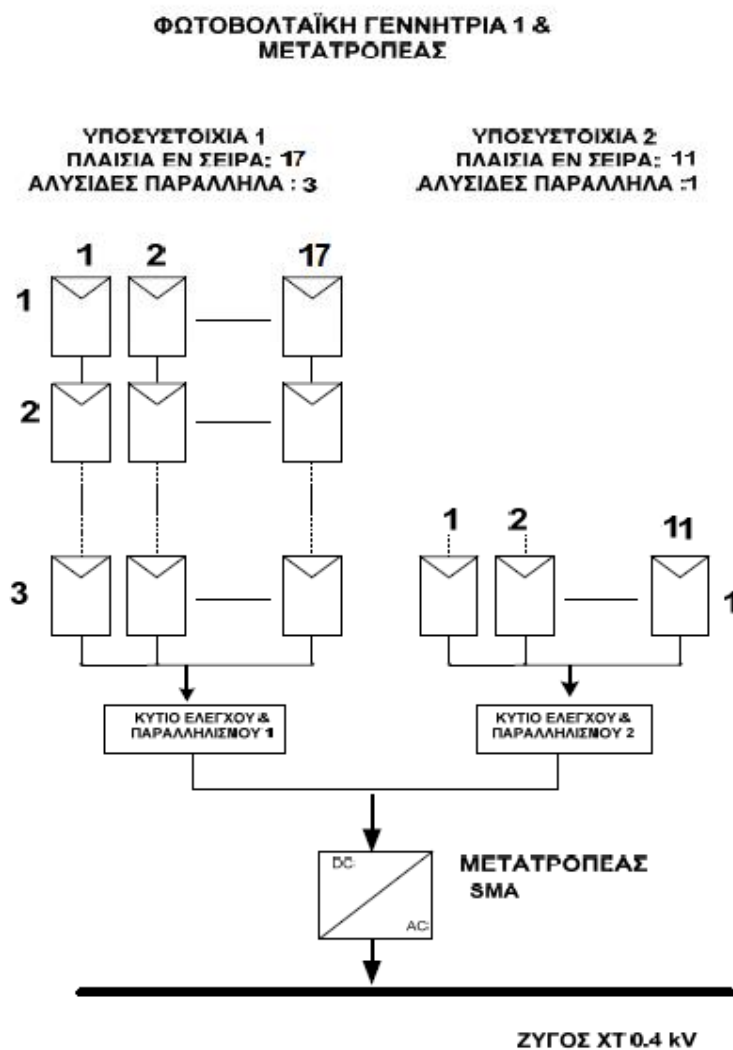 ΦΩΤΟΒΟΛΤΑΪΚΗ ΓΕΝΝΗΤΡΙΑ 1 &
ΜΕΤΑΤΡΟΠΕΑΣ
ΥΠΟΣΥΣΤΟΙΧΙΑ 1
ΠΛΑΙΣΙΑ ΕΝ ΣΕΙΡΑ: 17
ΑΛΥΣΙΔΕΣ ΠΑΡΑΛΛΗΛΑ : 3
ΥΠΟΣΥΣΤΟΙΧΙΑ 2
ΠΛΑΙΣΙΑ ΕΝ ΣΕΙΡΑ: 11
ΑΛΥΣΙΔΕΣ ΠΑΡΑΛΛΗΛΑ :1
1 2 17
1
2
3
1 2 11
1
ΚΥΤΙΟ ΕΛΕΓΧΟΥ &
ΠΑΡΑΛΛΗΛΙΣΜΟΥ 1
ΚΥΤΙΟ ΕΛΕΓΧΟΥ &
ΠΑΡΑΛΛΗΛΙΣΜΟΥ 2
DC
AC
ΜΕΤΑΤΡΟΠΕΑΣ
SMA
ΖΥΓΟΣ ΧΤ 0.4 kV